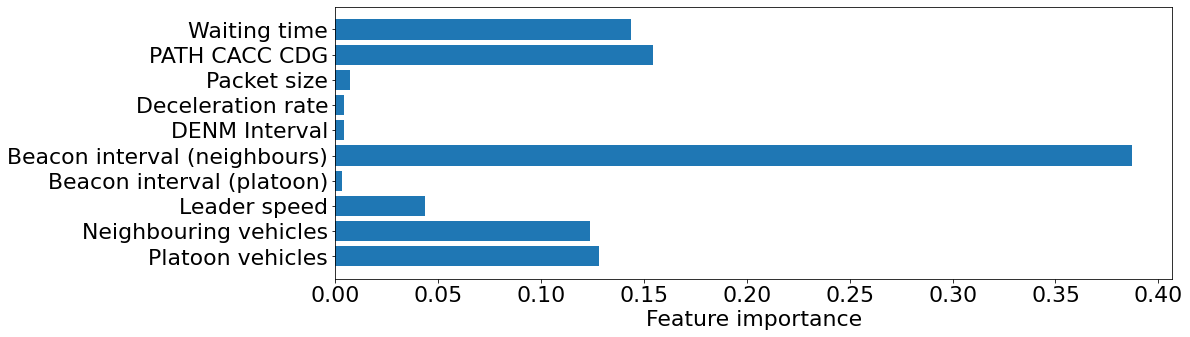 Waiting time
PATH CACC CDG
Packet size
Deceleration rate
DENM Interval
Beacon interval (neighbours)
Beacon interval (platoon)
Leader speed
Neighbouring vehicles
Platoon vehicles
0.00 0.05 0.10 0.15 0.20 0.25 0.30 0.35 0.40
Feature importance